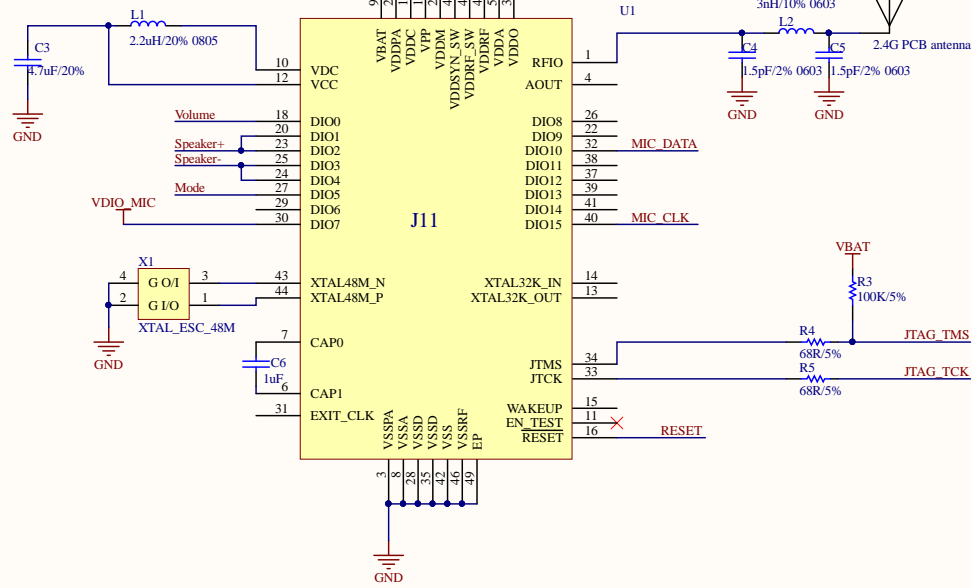 U1
3nH/10% 0603
L1
2.2uH/20% 0805
L2
C3
4.7uF/20%
GND
C4
1.5pF/2% 0603
GND
C5
1.5pF/2% 0603
GND
2.4G PCB antenna
VBAT
VDDPA
VDDC
VPP
VDDM
VDDSYN_SW
VDDRF_SW
VDDRF
VDDA
VDDO
10 VDC
12 VCC
Volume 18 DIO0
20 DIO1
Speaker+ 23 DIO2
Speaker- 25 DIO3
24 DIO4
Mode 27 DIO5
29 DIO6
VDIO_MIC
30 DIO7
J11
RFIO 1
AOUT 4
DIO8 26
DIO9 22
DIO10 32 MIC_DATA
DIO11 38
DIO12 37
DIO13 39
DIO14 41
DIO15 40 MIC_CLK
X1
4 G O/I 3
2 G I/O 1
XTAL_ESC_48M
GND
43 XTAL48M_N
44 XTAL48M_P
XTAL32K_IN 14
XTAL32K_OUT 13
7 CAP0
C6
1uF
6 CAP1
31 EXIT_CLK
VBAT
R3
100K/5%
R4
68R/5%
JTAG_TMS
R5
68R/5%
JTAG_TCK
JTMS 34
JTCK 33
WAKEUP 15
EN_TEST 11
RESET 16 RESET
VSSPA
VSSA
VSSD
VSSD
VSS
VSSRF
EP
3
8
28
35
42
46
49
GND